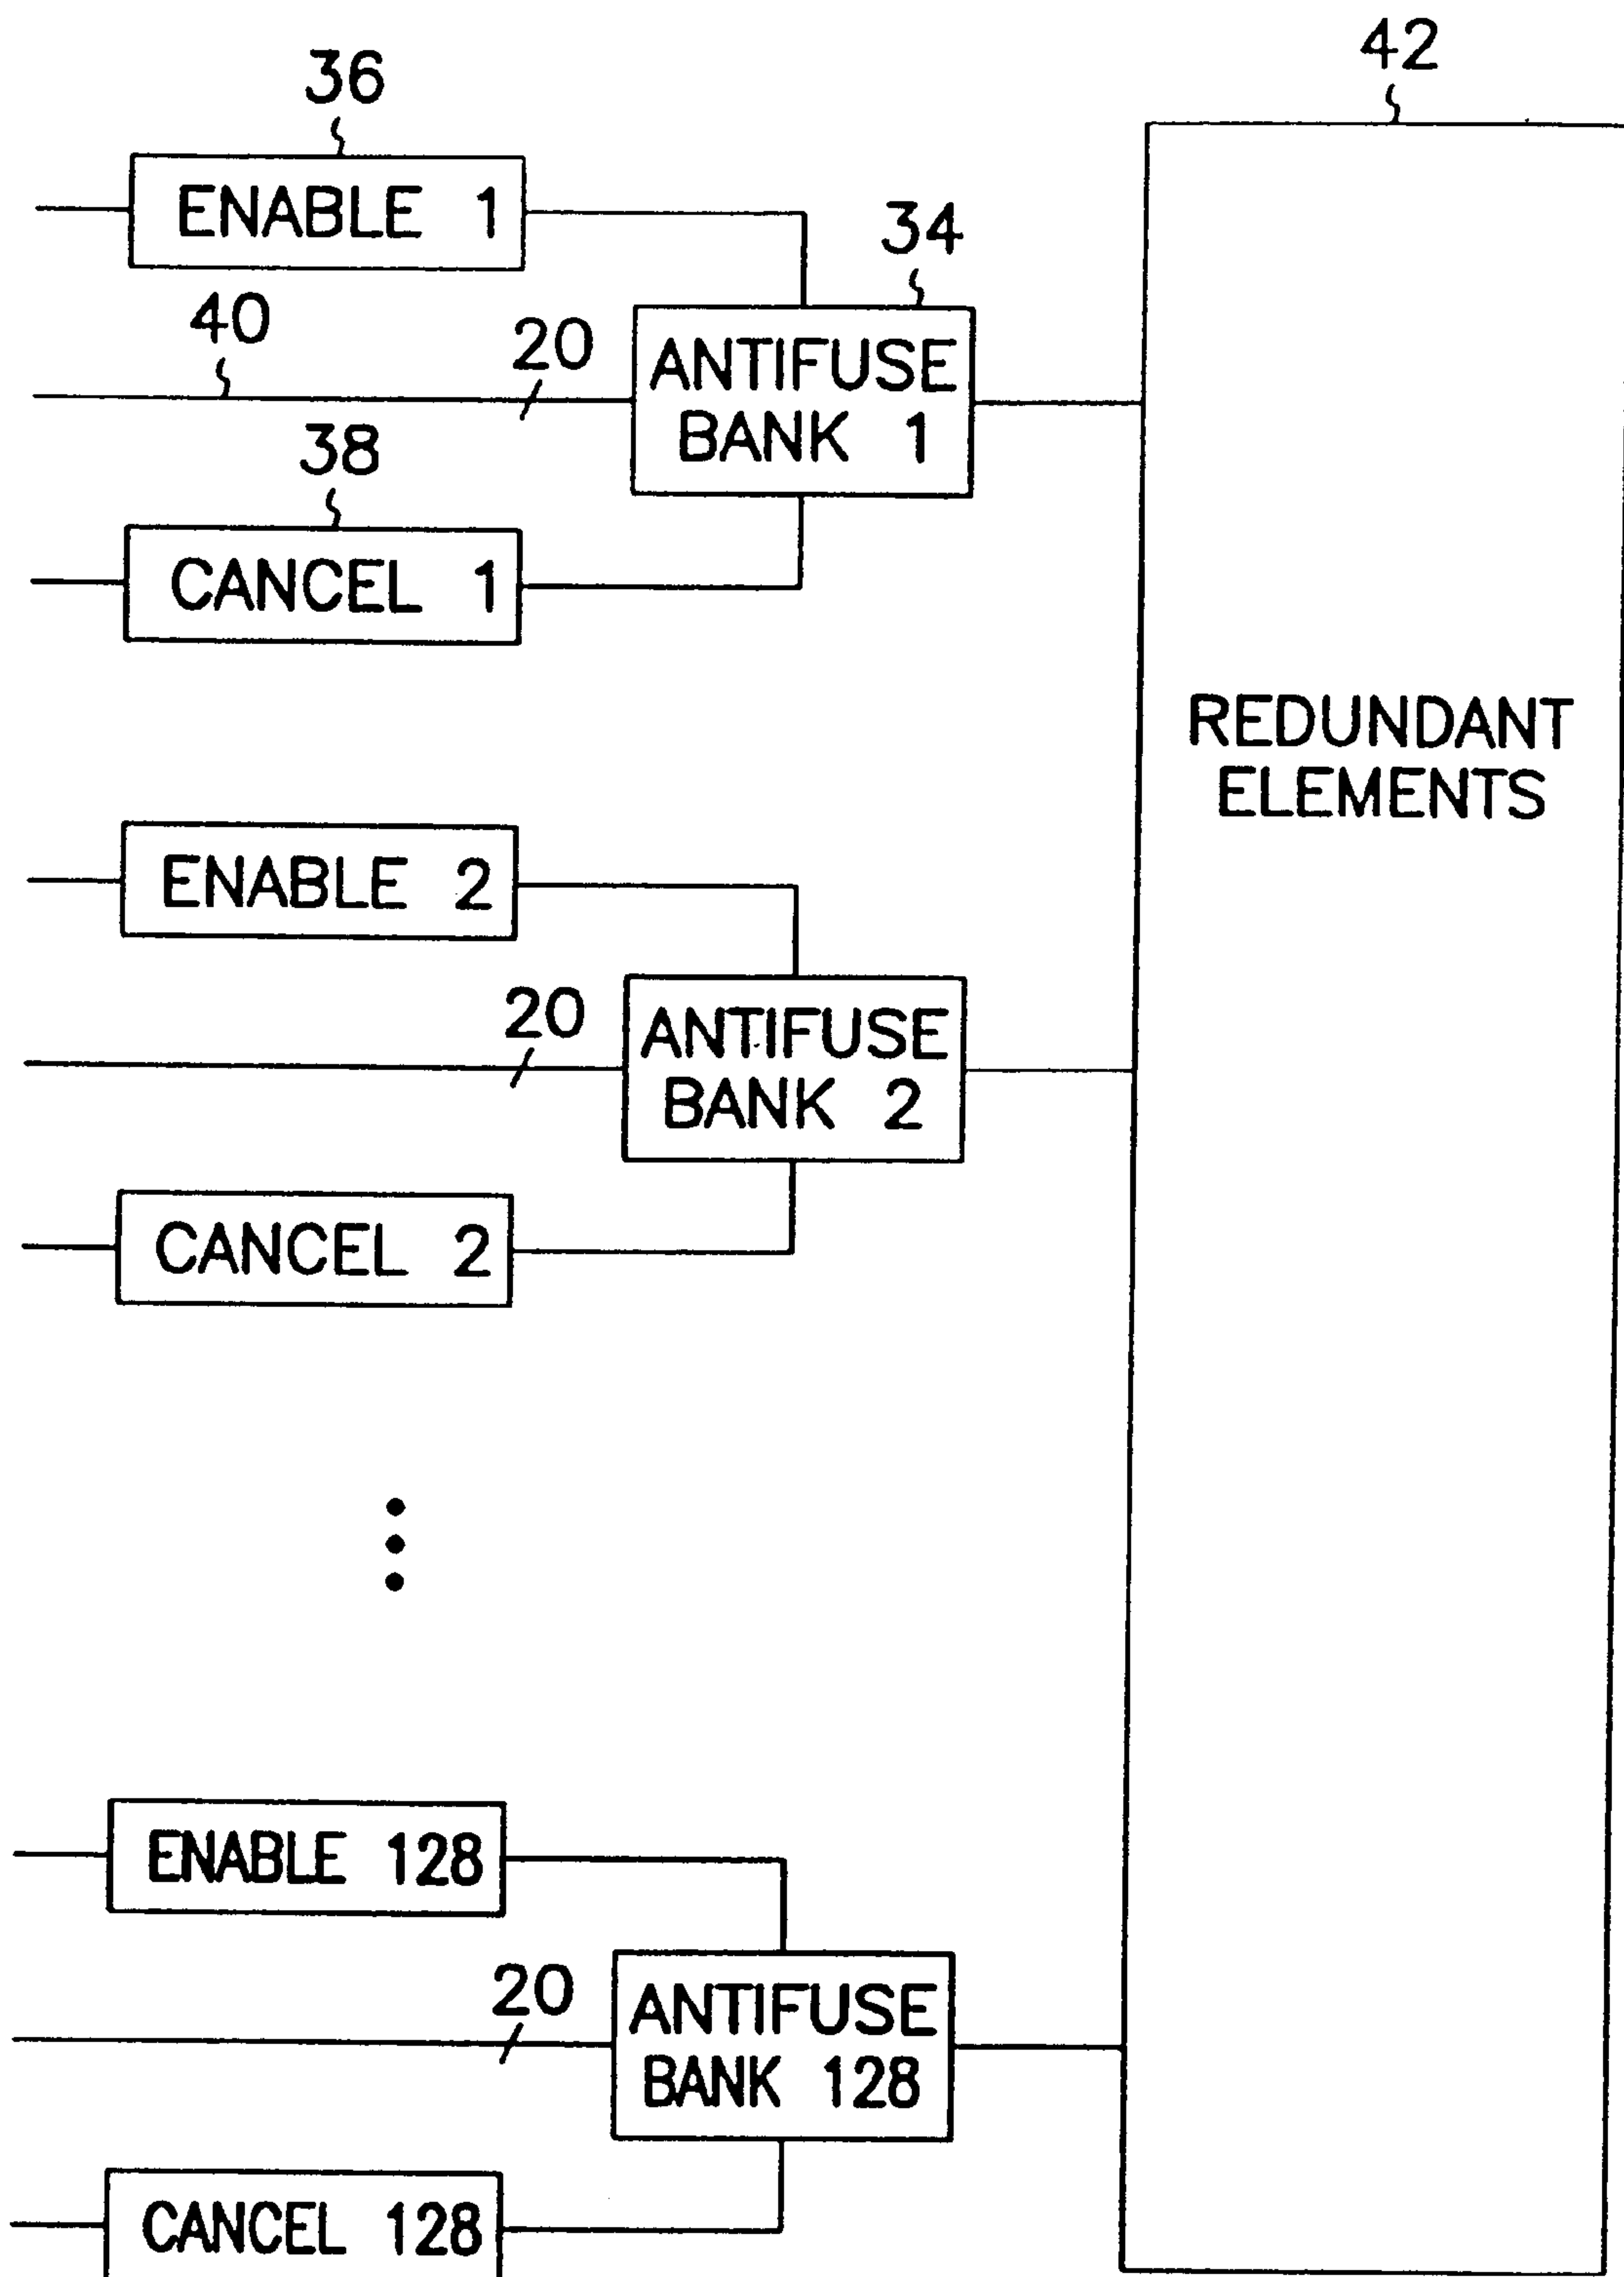 42
36
ENABLE 1
34
40
20
ANTIFUSE
BANK 1
38
CANCEL 1
REDUNDANT
ELEMENTS
ENABLE 2
20
ANTIFUSE
BANK 2
CANCEL 2
ENABLE 128
20
ANTIFUSE
BANK 128
CANCEL 128